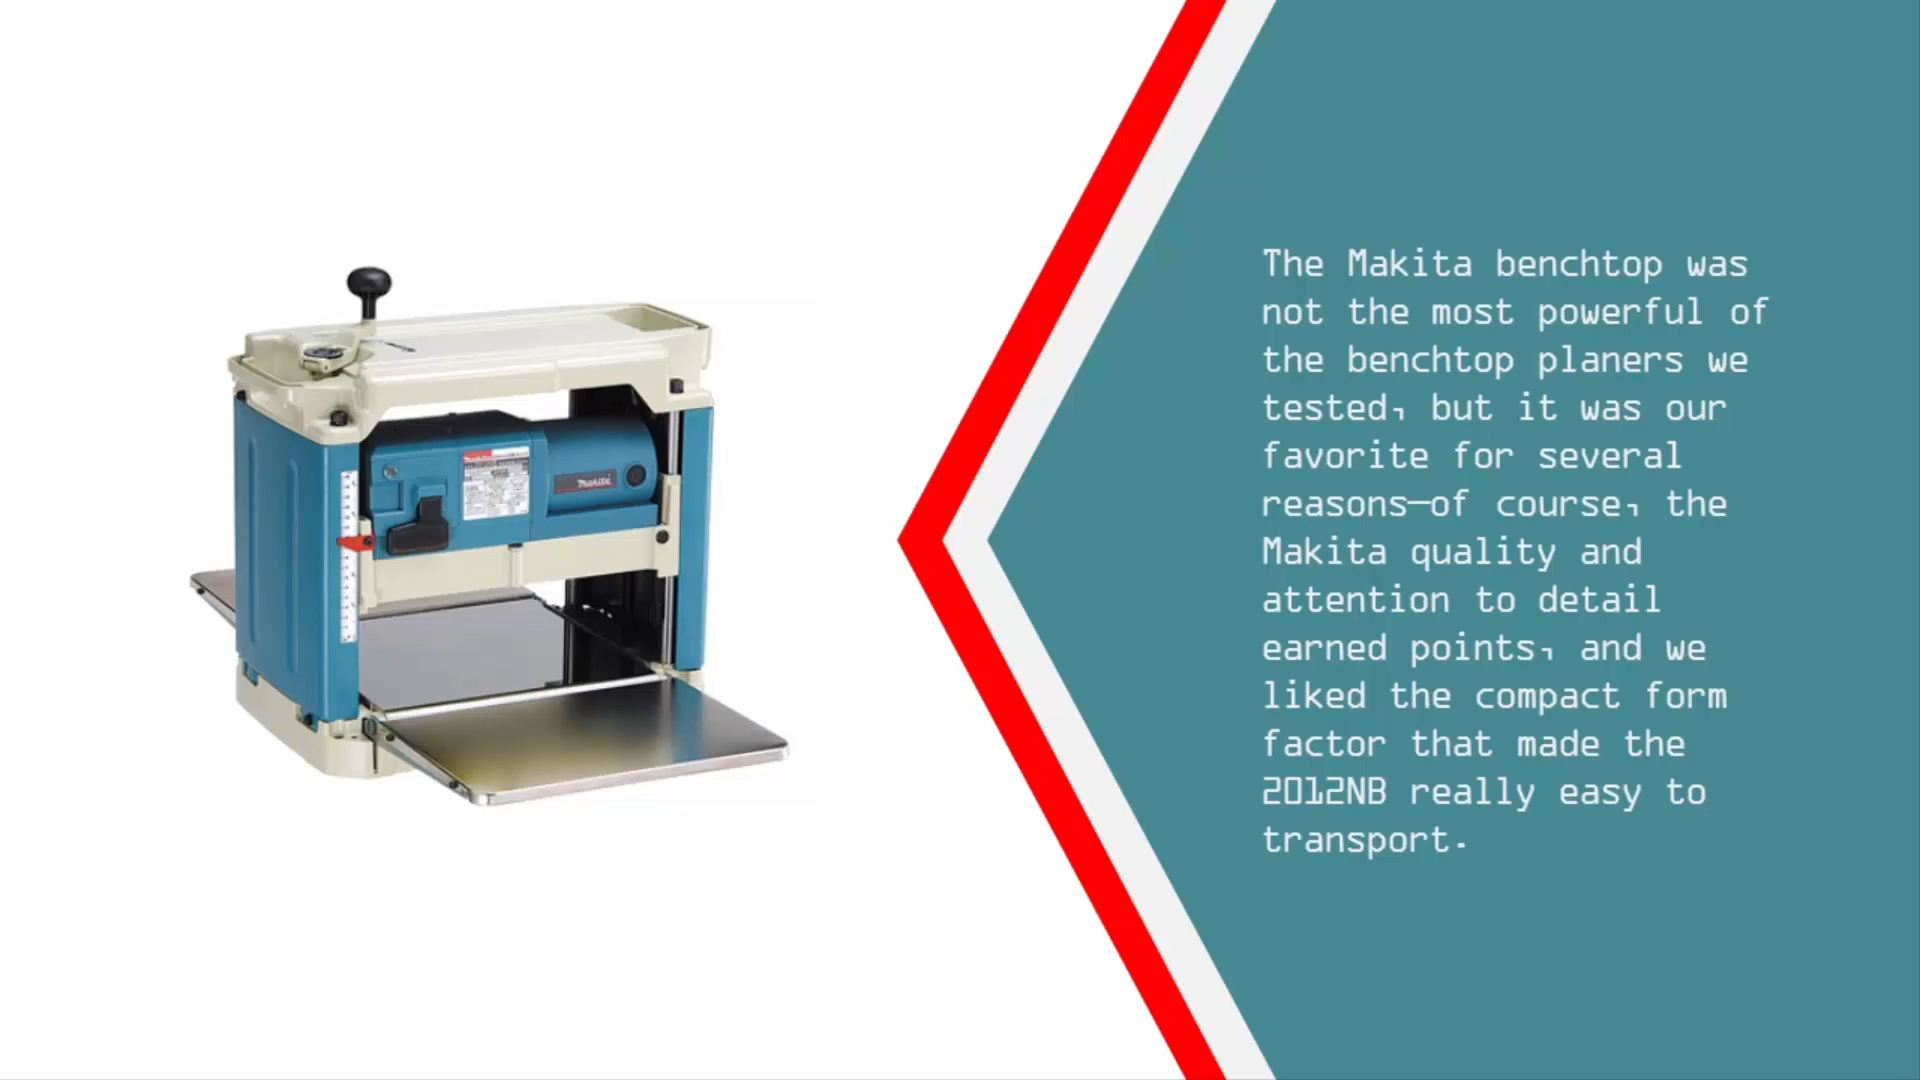 The Makita benchtop was
not the most powerful of
the benchtop planers we
tested, but it was our
favorite for several
reasons—of course, the
Makita quality and
attention to detail
earned points, and we
liked the compact form
factor that made the
2012NB really easy to
transport.
Makita